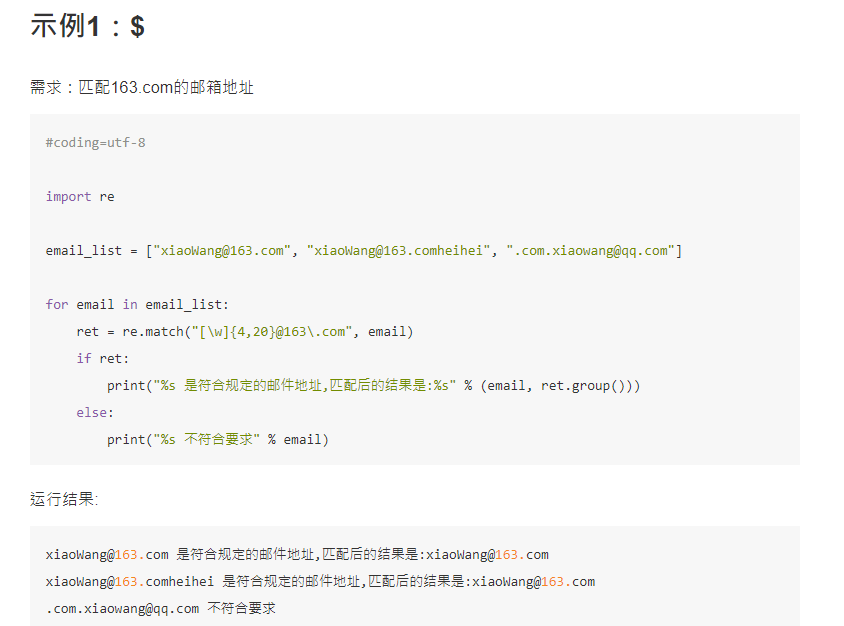 示例1：$
需求：匹配163.com的邮箱地址
#coding=utf-8
import re
email_list = ["xiaoWang@163.com", "xiaoWang@163.comheihei", ".com.xiaowang@qq.com"]
for email in email_list:
    ret = re.match("[\w]{4,20}@163\.com", email)
    if ret:
        print("%s 是符合规定的邮件地址,匹配后的结果是:%s" % (email, ret.group()))
    else:
        print("%s 不符合要求" % email)
运行结果:
xiaoWang@163.com 是符合规定的邮件地址,匹配后的结果是:xiaoWang@163.com
xiaoWang@163.comheihei 是符合规定的邮件地址,匹配后的结果是:xiaoWang@163.com
.com.xiaowang@qq.com 不符合要求